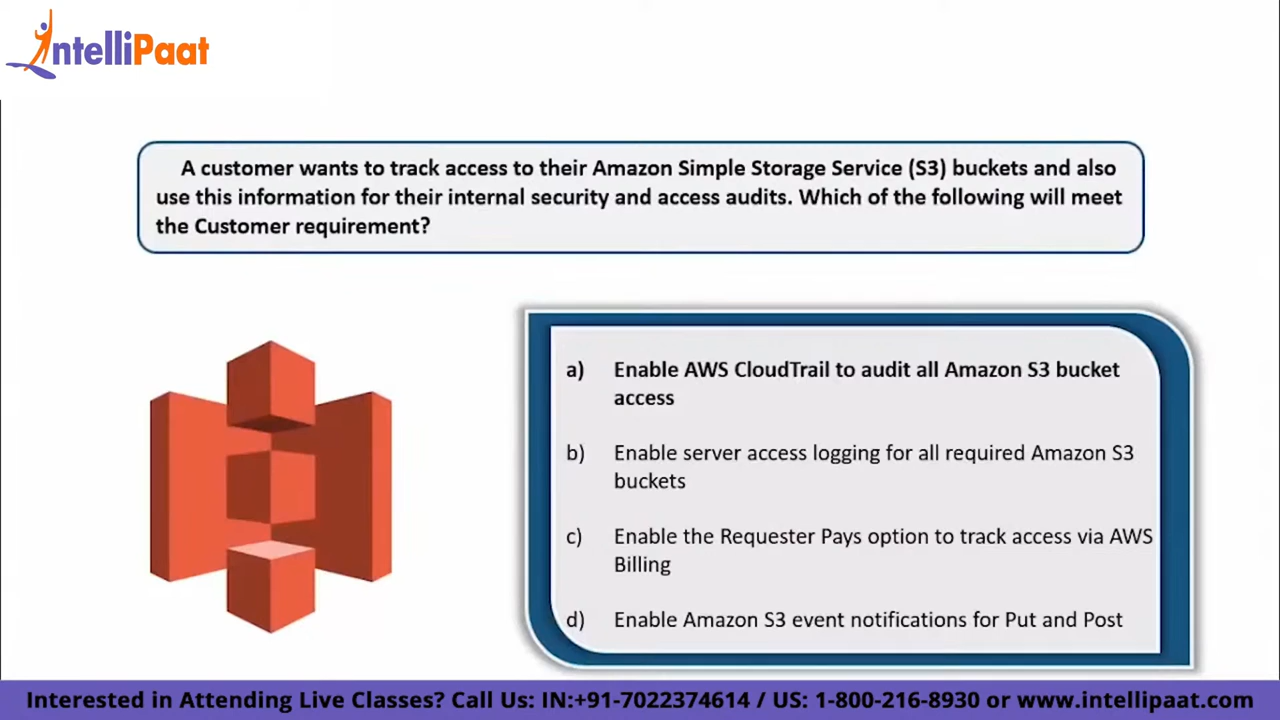 IntelliPaat
A customer wants to track access to their Amazon Simple Storage Service (S3) buckets and also
use this information for their internal security and access audits. Which of the following will meet
the Customer requirement?
a) Enable AWS CloudTrail to audit all Amazon S3 bucket
access
b) Enable server access logging for all required Amazon S3
buckets
c) Enable the Requester Pays option to track access via AWS
Billing
d) Enable Amazon S3 event notifications for Put and Post
Interested in Attending Live Classes? Call Us: IN:+91-7022374614 / US: 1-800-216-8930 or www.intellipaat.com